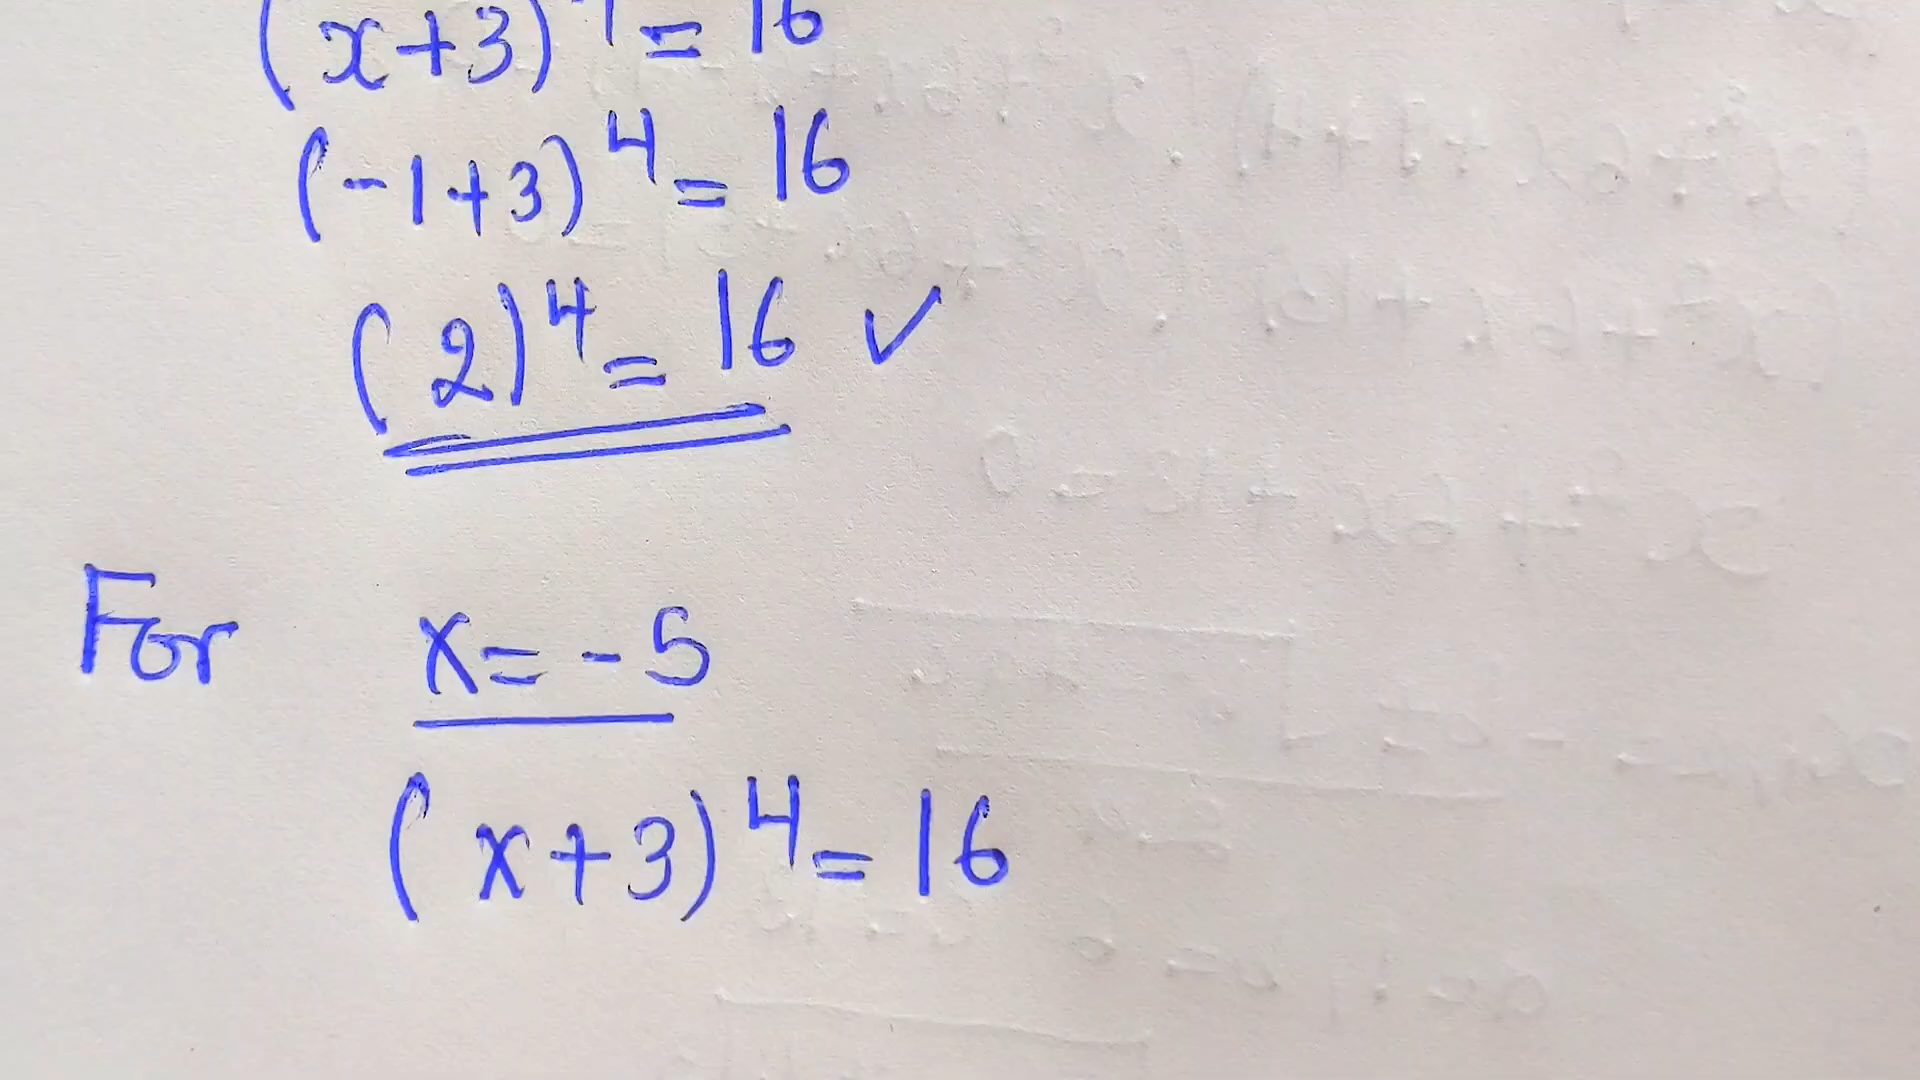 (x+3)⁴ = 16
(-1+3)⁴ = 16
(2)⁴ = 16 ✓
For x = -5
(x+3)⁴ = 16